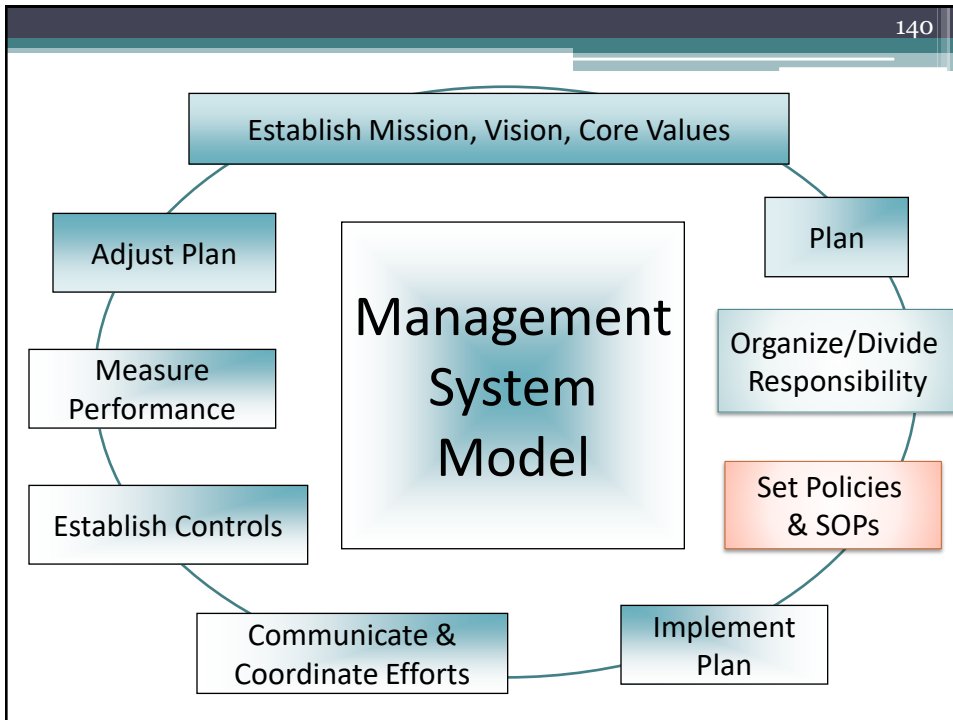 140
Establish Mission, Vision, Core Values
Plan
Organize/Divide
Responsibility
Set Policies
& SOPs
Implement
Plan
Communicate &
Coordinate Efforts
Establish Controls
Measure
Performance
Adjust Plan
Management
System
Model